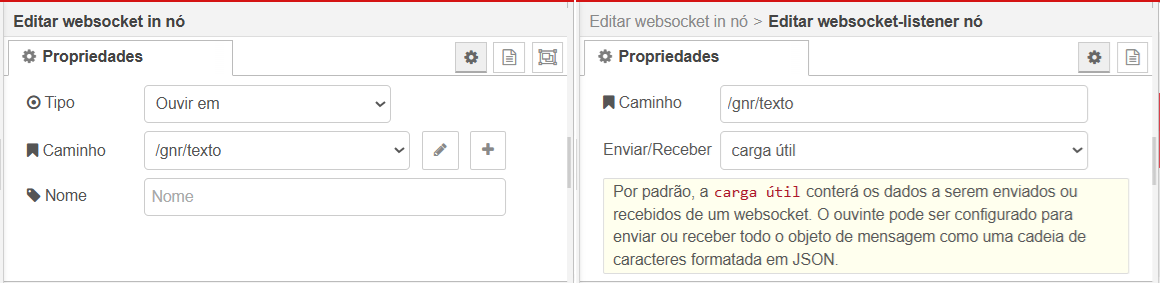 Editar websocket in nó
Propriedades
Tipo
Ouvir em
Caminho
/gnr/texto
Nome
Nome
Editar websocket in nó > Editar websocket-listener nó
Propriedades
Caminho
/gnr/texto
Enviar/Receber
carga útil
Por padrão, a carga útil conterá os dados a serem enviados ou
recebidos de um websocket. O ouvinte pode ser configurado para
enviar ou receber todo o objeto de mensagem como uma cadeia de
caracteres formatada em JSON.